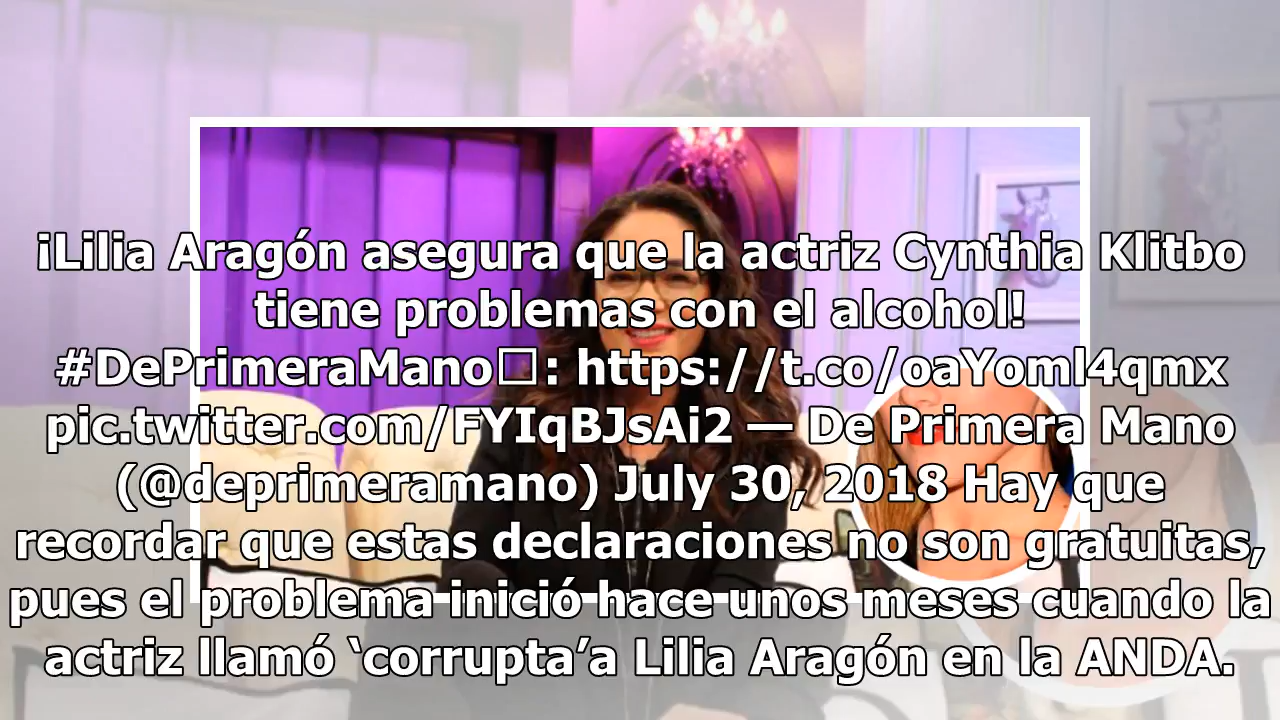 ¡Lilia Aragón asegura que la actriz Cynthia Klitbo
tiene problemas con el alcohol!
#DePrimeraMano□: https://t.co/oaYoml4qmx
pic.twitter.com/FYIqBJsAi2 — De Primera Mano
(@deprimeramano) July 30, 2018 Hay que
recordar que estas declaraciones no son gratuitas,
pues el problema inició hace unos meses cuando la
actriz llamó ‘corrupta’a Lilia Aragón en la ANDA.